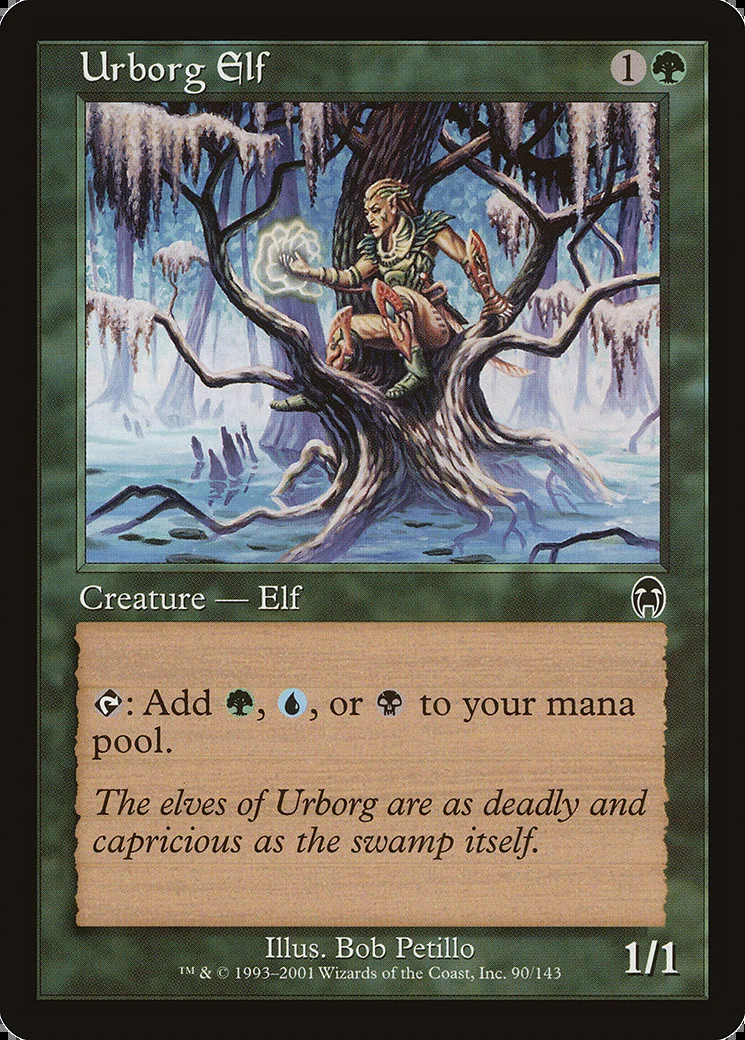 Urborg Elf 1
Creature — Elf
: Add , , or to your mana
pool.
The elves of Urborg are as deadly and
capricious as the swamp itself.
Illus. Bob Petillo
™ & © 1993–2001 Wizards of the Coast, Inc. 90/143
1/1